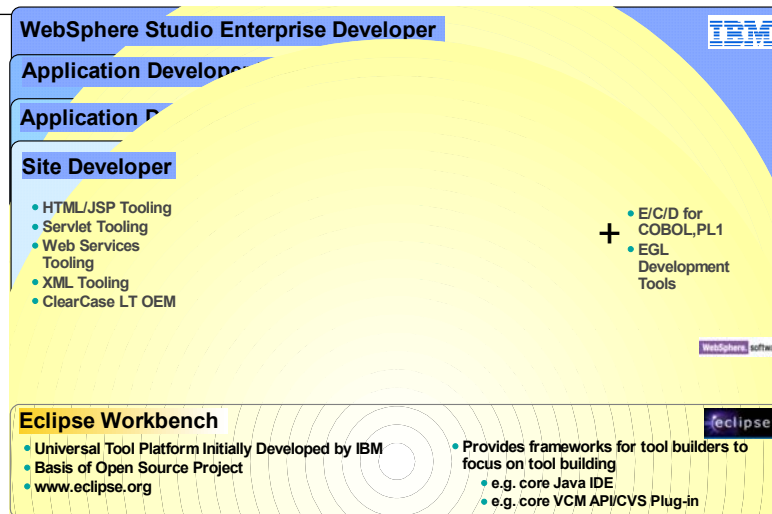 WebSphere Studio Enterprise Developer
IBM
Application Develope
Application D
Site Developer
• HTML/JSP Tooling
• Servlet Tooling
• Web Services
Tooling
• XML Tooling
• ClearCase LT OEM
+
• E/C/D for
COBOL,PL1
• EGL
Development
Tools
WebSphere. softwa
Eclipse Workbench
eclipse
• Universal Tool Platform Initially Developed by IBM
• Basis of Open Source Project
• www.eclipse.org
• Provides frameworks for tool builders to
focus on tool building
• e.g. core Java IDE
• e.g. core VCM API/CVS Plug-in